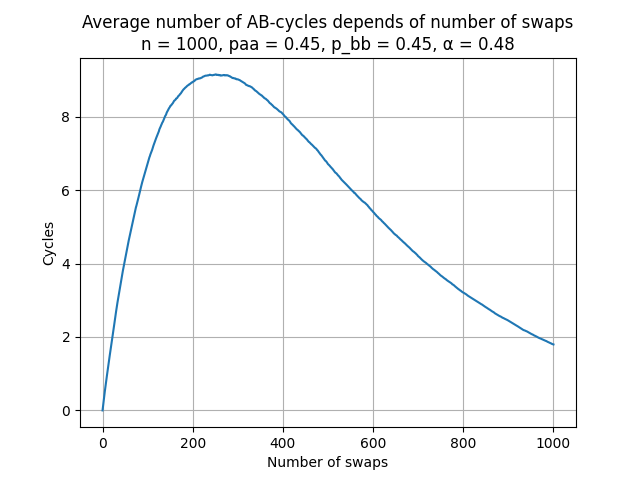 Average number of AB-cycles depends of number of swaps
n = 1000, paa = 0.45, p_bb = 0.45, α = 0.48
Cycles
8
6
4
2
0
0 200 400 600 800 1000
Number of swaps